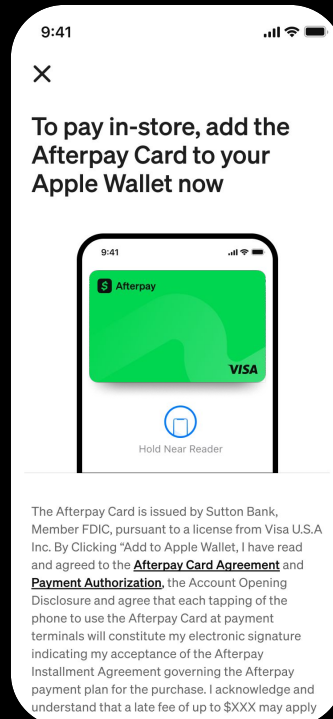 9:41
To pay in-store, add the
Afterpay Card to your
Apple Wallet now
9:41
Afterpay
VISA
Hold Near Reader
The Afterpay Card is issued by Sutton Bank,
Member FDIC, pursuant to a license from Visa U.S.A
Inc. By Clicking “Add to Apple Wallet, I have read
and agreed to the Afterpay Card Agreement and
Payment Authorization, the Account Opening
Disclosure and agree that each tapping of the
phone to use the Afterpay Card at payment
terminals will constitute my electronic signature
indicating my acceptance of the Afterpay
Installment Agreement governing the Afterpay
payment plan for the purchase. I acknowledge and
understand that a late fee of up to $XXX may apply